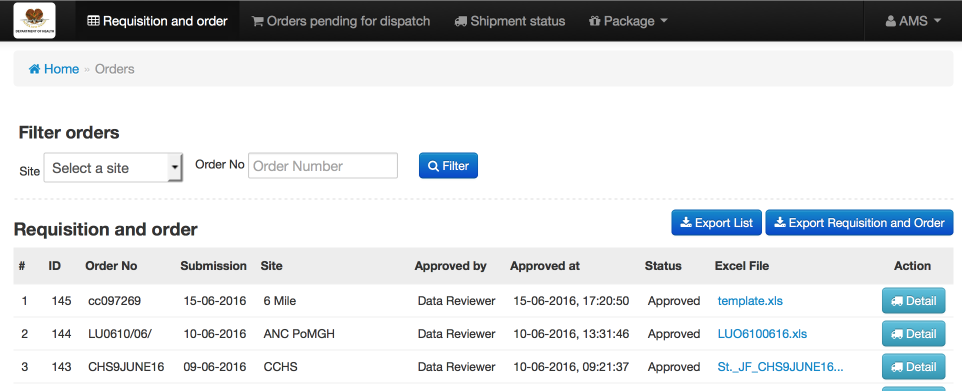 DEPARTMENT OF HEALTH
Requisition and order Orders pending for dispatch Shipment status Package AMS
Home » Orders
Filter orders
Site Select a site Order No Order Number Filter
Requisition and order Export List Export Requisition and Order
# ID Order No Submission Site Approved by Approved at Status Excel File Action
1 145 cc097269 15-06-2016 6 Mile Data Reviewer 15-06-2016, 17:20:50 Approved template.xls Detail
2 144 LU0610/06/ 10-06-2016 ANC PoMGH Data Reviewer 10-06-2016, 13:31:46 Approved LUO6100616.xls Detail
3 143 CHS9JUNE16 09-06-2016 CCHS Data Reviewer 10-06-2016, 09:21:37 Approved St._JF_CHS9JUNE16... Detail